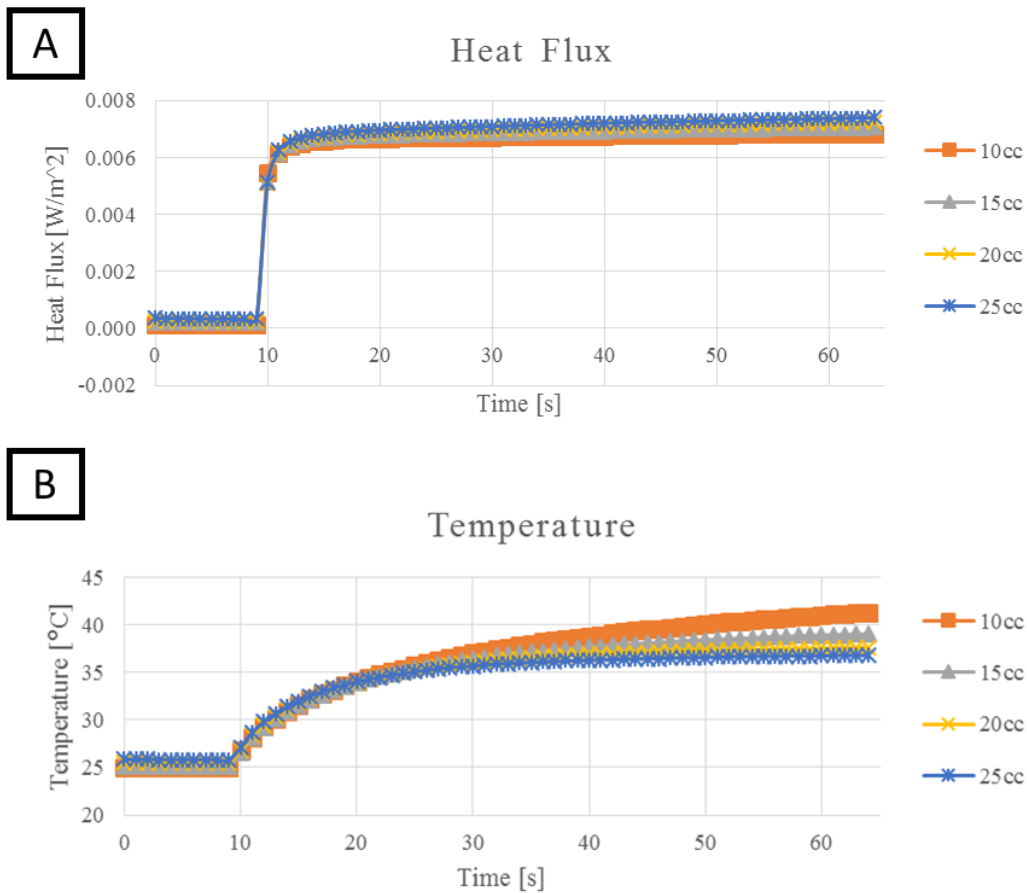 A
Heat Flux
0.008
0.006
0.004
0.002
0.000
-0.002
Heat Flux [W/m^2]
0 10 20 30 40 50 60
Time [s]
10cc
15cc
20cc
25cc
B
Temperature
45
40
35
30
25
20
Temperature [°C]
0 10 20 30 40 50 60
Time [s]
10cc
15cc
20cc
25cc